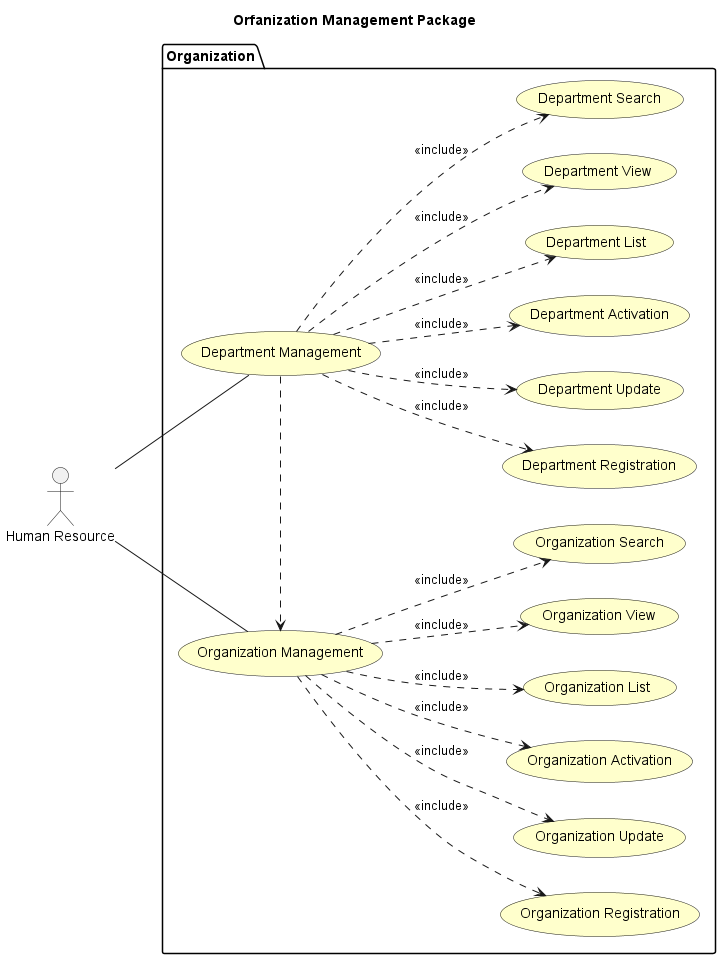 Orfanization Management Package
Organization
Department Search
«include»
Department View
«include»
Department List
«include»
Department Activation
«include»
Department Management
Department Update
«include»
Department Registration
Human Resource
Organization Search
«include»
Organization View
«include»
Organization Management
Organization List
«include»
Organization Activation
«include»
Organization Update
«include»
Organization Registration
«include»